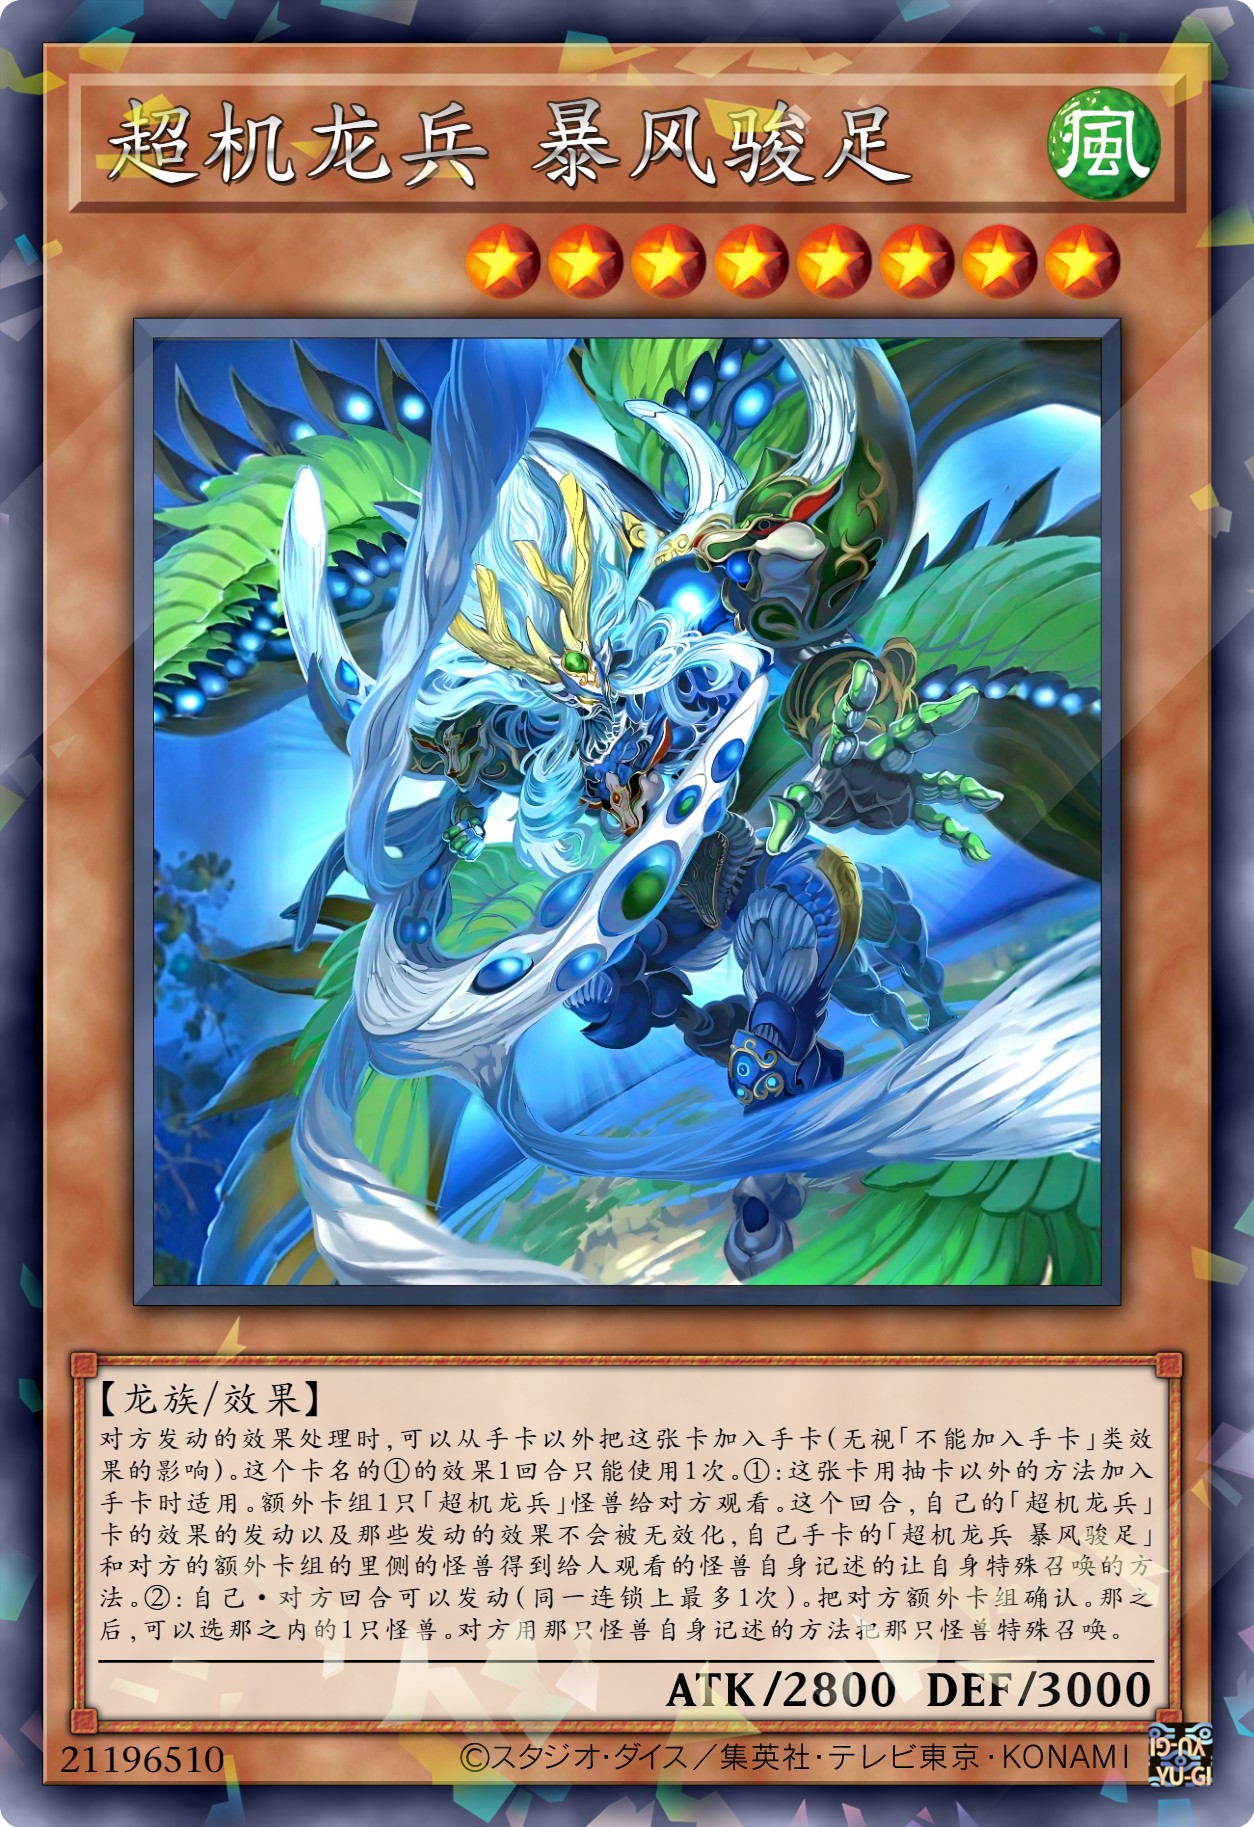 超机龙兵 暴风骏足
風
【龙族/效果】
对方发动的效果处理时,可以从手卡以外把这张卡加入手卡(无视「不能加入手卡」类效
果的影响)。这个卡名的①的效果1回合只能使用1次。①:这张卡用抽卡以外的方法加入
手卡时适用。额外卡组1只「超机龙兵」怪兽给对方观看。这个回合,自己的「超机龙兵」
卡的效果的发动以及那些发动的效果不会被无效化,自己手卡的「超机龙兵 暴风骏足」
和对方的额外卡组的里侧的怪兽得到给人观看的怪兽自身记述的让自身特殊召唤的方
法。②:自己・对方回合可以发动(同一连锁上最多1次)。把对方额外卡组确认。那之
后,可以选那之内的1只怪兽。对方用那只怪兽自身记述的方法把那只怪兽特殊召唤。
ATK/2800 DEF/3000
21196510 ©スタジオ・ダイス／集英社・テレビ東京・KONAMI
YU-GI
YU-GI